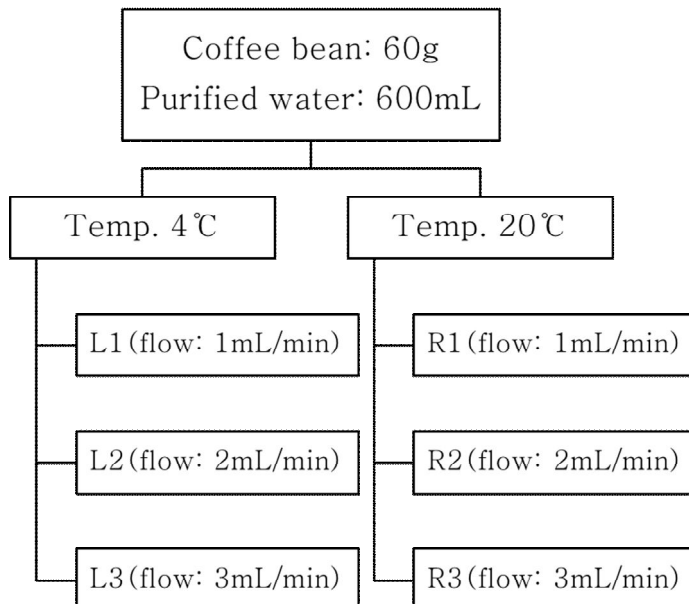 Coffee bean: 60g
Purified water: 600mL
Temp. 4℃
Temp. 20℃
L1(flow: 1mL/min)
R1(flow: 1mL/min)
L2(flow: 2mL/min)
R2(flow: 2mL/min)
L3(flow: 3mL/min)
R3(flow: 3mL/min)